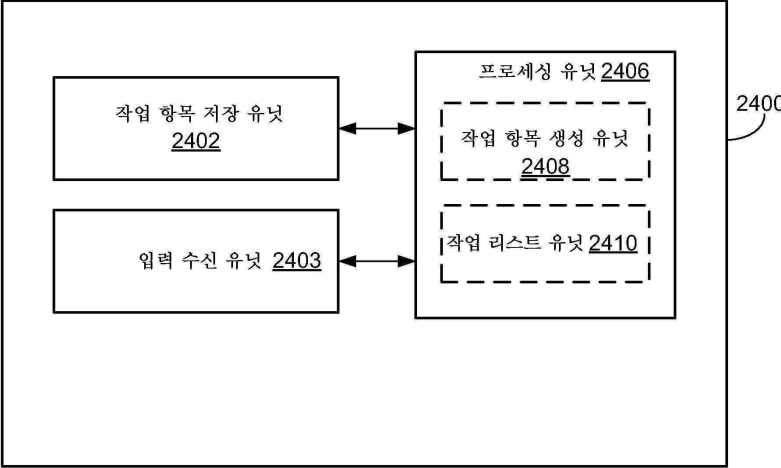 작업 항목 저장 유닛
2402
입력 수신 유닛 2403
프로세싱 유닛 2406
작업 항목 생성 유닛
2408
작업 리스트 유닛 2410
2400